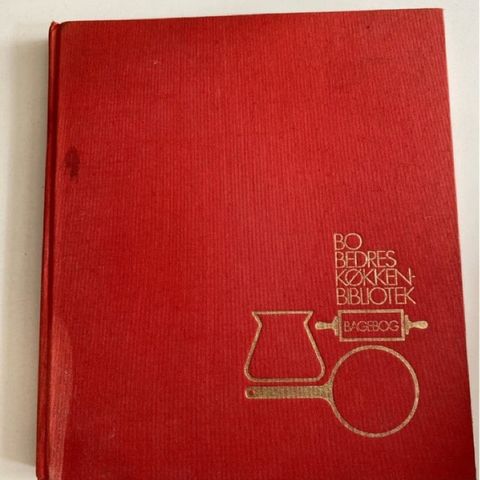 BO
BEDRES
KØKKEN-
BIBLIOTEK
BAGEBOG